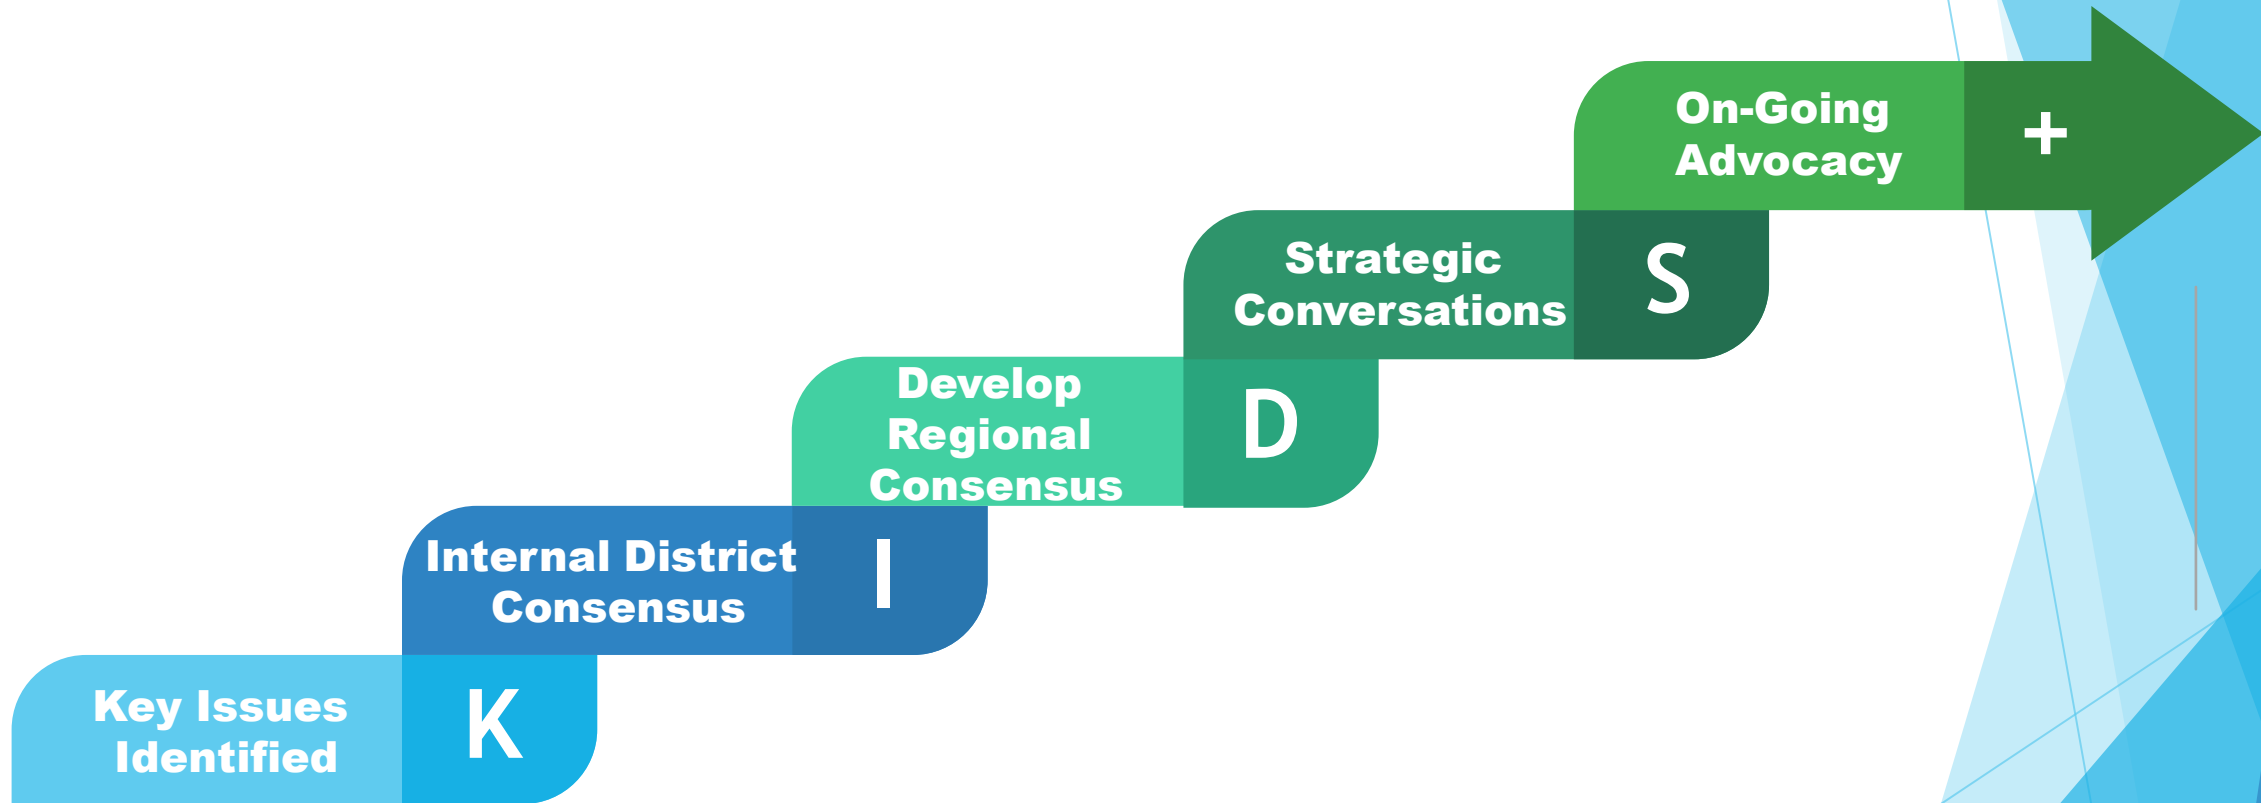 On-Going
Advocacy
+
Strategic
Conversations
S
Develop
Regional
Consensus
D
Internal District
Consensus
I
Key Issues
Identified
K